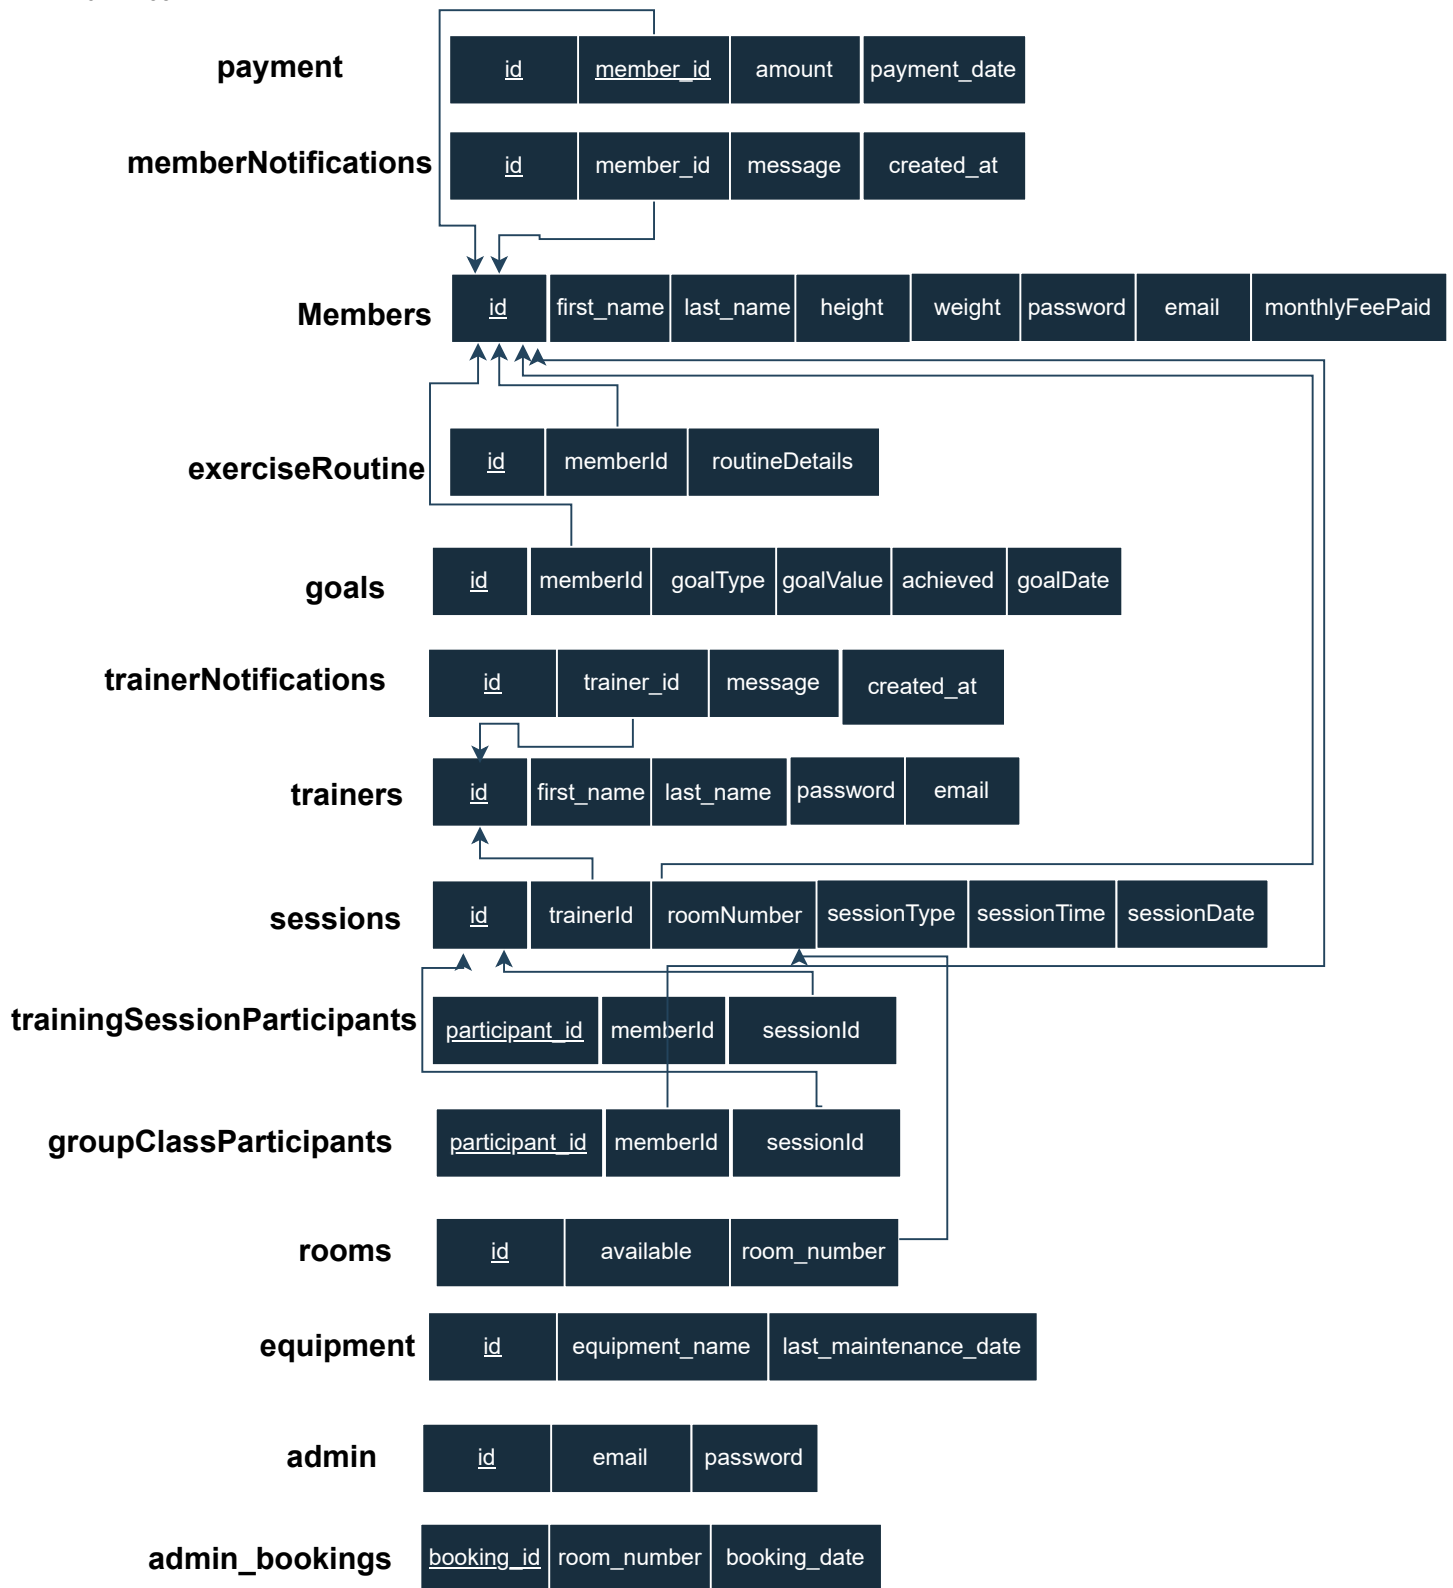 payment id member_id amount payment_date
memberNotifications id member_id message created_at
Members id first_name last_name height weight password email monthlyFeePaid
exerciseRoutine id memberId routineDetails
goals id memberId goalType goalValue achieved goalDate
trainerNotifications id trainer_id message created_at
trainers id first_name last_name password email
sessions id trainerId roomNumber sessionType sessionTime sessionDate
trainingSessionParticipants participant_id memberId sessionId
groupClassParticipants participant_id memberId sessionId
rooms id available room_number
equipment id equipment_name last_maintenance_date
admin id email password
admin_bookings booking_id room_number booking_date